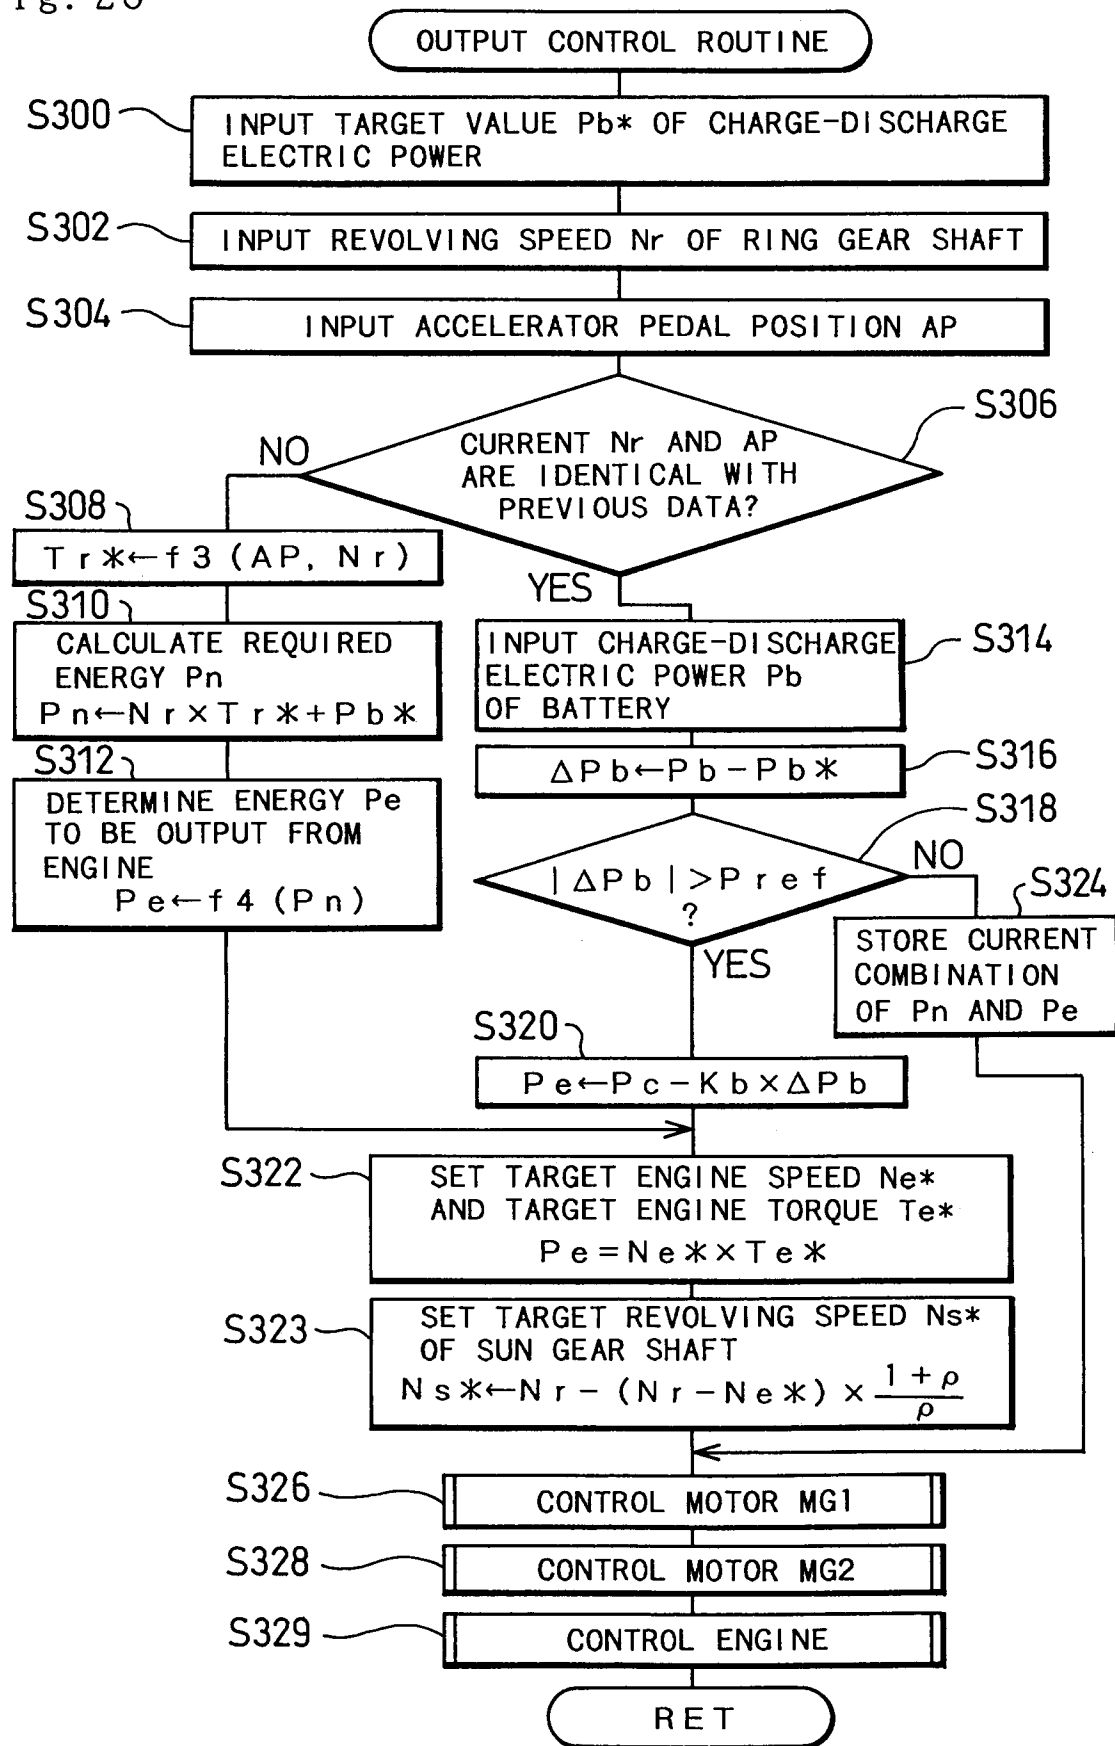 OUTPUT CONTROL ROUTINE
S300
INPUT TARGET VALUE Pb* OF CHARGE-DISCHARGE
ELECTRIC POWER
S302
INPUT REVOLVING SPEED Nr OF RING GEAR SHAFT
S304
INPUT ACCELERATOR PEDAL POSITION AP
S306
CURRENT Nr AND AP
ARE IDENTICAL WITH
PREVIOUS DATA?
NO
YES
S308
Tr*←f3 (AP, Nr)
S310
CALCULATE REQUIRED
ENERGY Pn
Pn←Nr×Tr*+Pb*
S312
DETERMINE ENERGY Pe
TO BE OUTPUT FROM
ENGINE
Pe←f4 (Pn)
S314
INPUT CHARGE-DISCHARGE
ELECTRIC POWER Pb
OF BATTERY
S316
ΔPb←Pb-Pb*
S318
|ΔPb|>Pref
?
NO
YES
S324
STORE CURRENT
COMBINATION
OF Pn AND Pe
S320
Pe←Pc-Kb×ΔPb
S322
SET TARGET ENGINE SPEED Ne*
AND TARGET ENGINE TORQUE Te*
Pe=Ne*×Te*
S323
SET TARGET REVOLVING SPEED Ns*
OF SUN GEAR SHAFT
Ns*←Nr-(Nr-Ne*)×(1+ρ)/ρ
S326
CONTROL MOTOR MG1
S328
CONTROL MOTOR MG2
S329
CONTROL ENGINE
RET